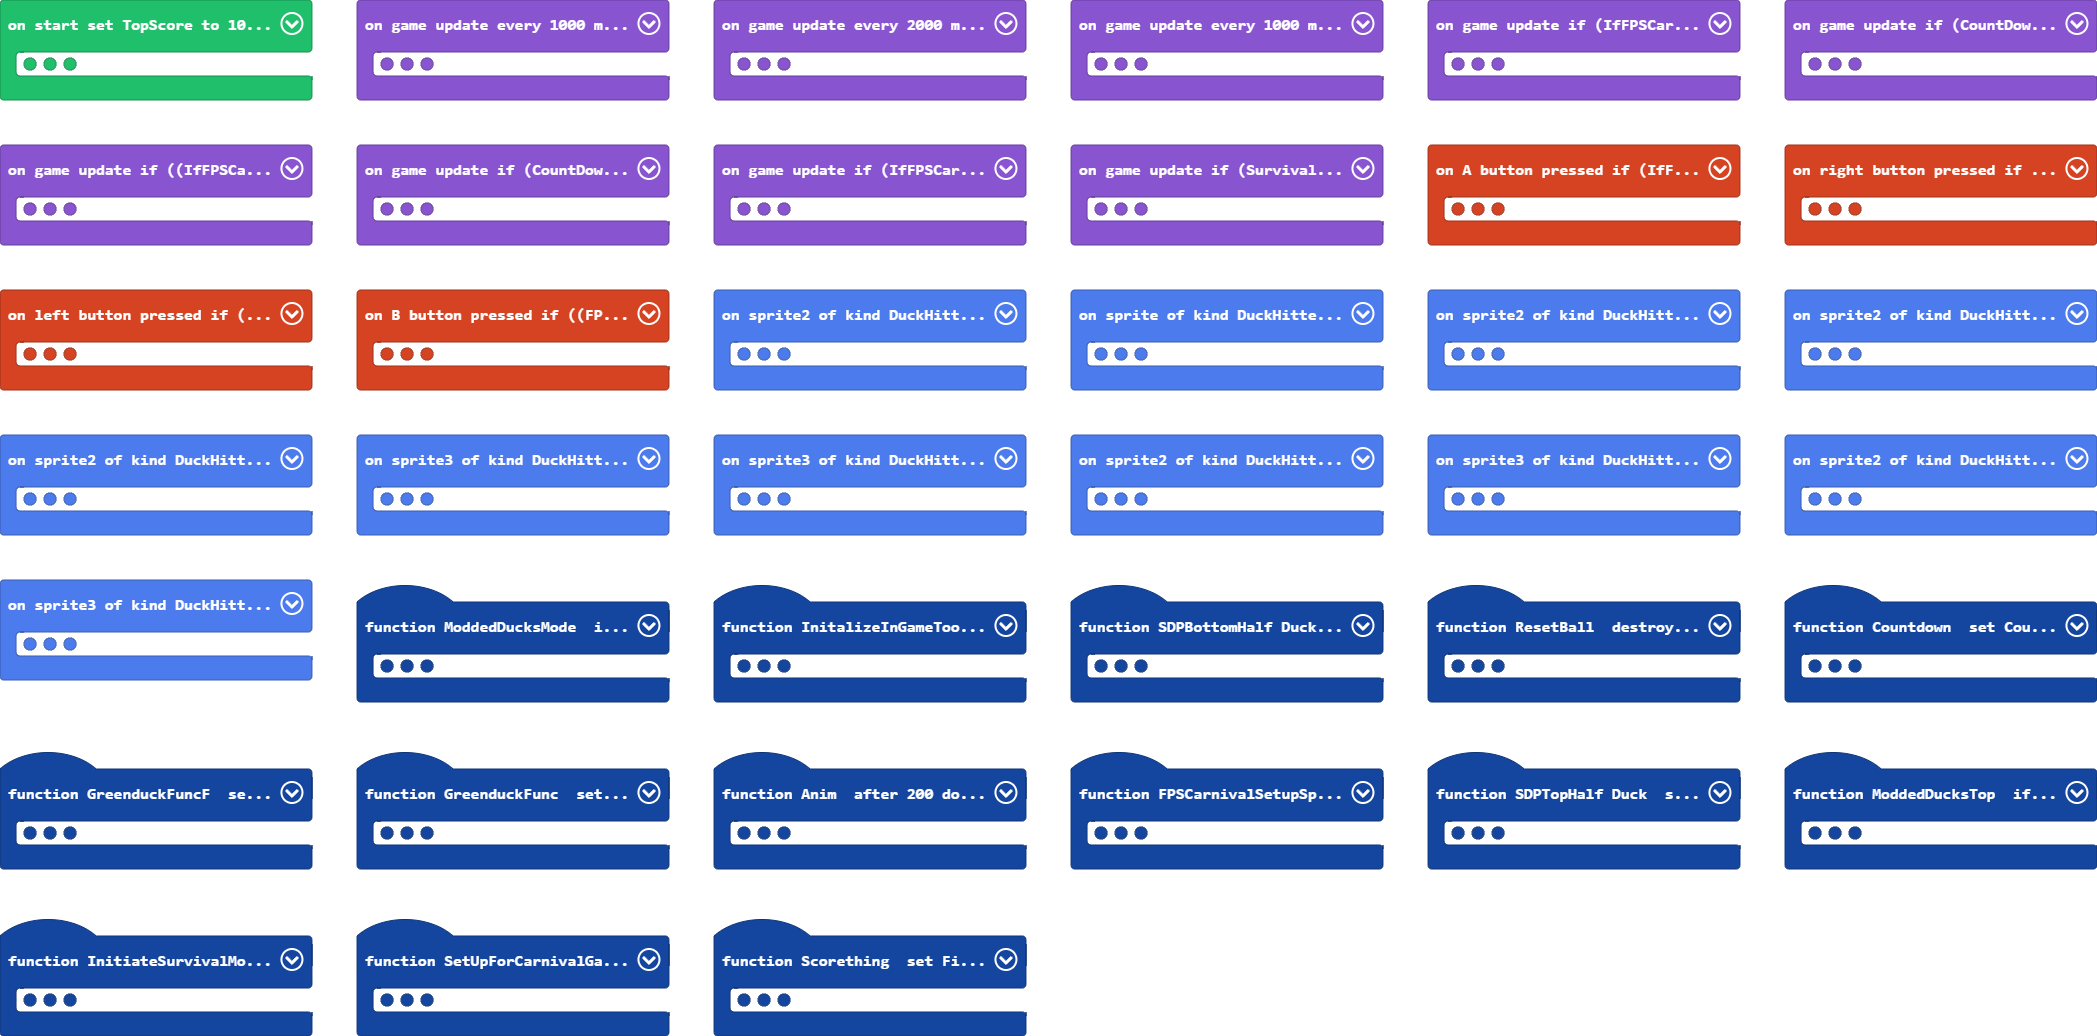 on start set TopScore to 10...
on game update every 1000 m...
on game update every 2000 m...
on game update every 1000 m...
on game update if (IfFPSCar...
on game update if (CountDow...
on game update if ((IfFPSCa...
on game update if (CountDow...
on game update if (IfFPSCar...
on game update if (Survival...
on A button pressed if (IfF...
on right button pressed if ...
on left button pressed if (...
on B button pressed if ((FP...
on sprite2 of kind DuckHitt...
on sprite of kind DuckHitte...
on sprite2 of kind DuckHitt...
on sprite2 of kind DuckHitt...
on sprite2 of kind DuckHitt...
on sprite3 of kind DuckHitt...
on sprite3 of kind DuckHitt...
on sprite2 of kind DuckHitt...
on sprite3 of kind DuckHitt...
on sprite2 of kind DuckHitt...
on sprite3 of kind DuckHitt...
function ModdedDucksMode  i...
function InitalizeInGameToo...
function SDPBottomHalf Duck...
function ResetBall  destroy...
function Countdown  set Cou...
function GreenduckFuncF  se...
function GreenduckFunc  set...
function Anim  after 200 do...
function FPSCarnivalSetupSp...
function SDPTopHalf Duck  s...
function ModdedDucksTop  if...
function InitiateSurvivalMo...
function SetUpForCarnivalGa...
function Scorething  set Fi...